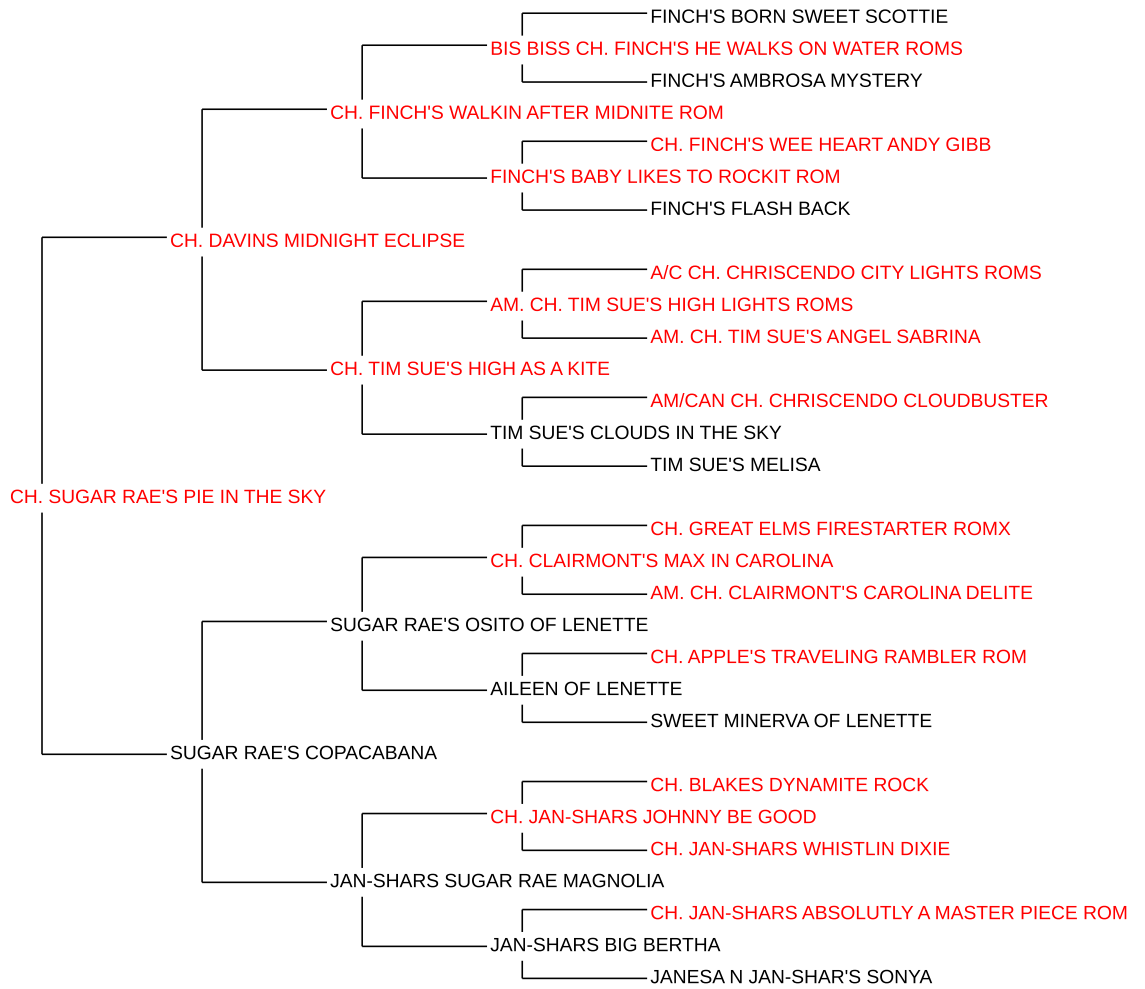 FINCH'S BORN SWEET SCOTTIE
BIS BISS CH. FINCH'S HE WALKS ON WATER ROMS
FINCH'S AMBROSA MYSTERY
CH. FINCH'S WALKIN AFTER MIDNITE ROM
CH. FINCH'S WEE HEART ANDY GIBB
FINCH'S BABY LIKES TO ROCKIT ROM
FINCH'S FLASH BACK
CH. DAVINS MIDNIGHT ECLIPSE
A/C CH. CHRISCENDO CITY LIGHTS ROMS
AM. CH. TIM SUE'S HIGH LIGHTS ROMS
AM. CH. TIM SUE'S ANGEL SABRINA
CH. TIM SUE'S HIGH AS A KITE
AM/CAN CH. CHRISCENDO CLOUDBUSTER
TIM SUE'S CLOUDS IN THE SKY
TIM SUE'S MELISA
CH. SUGAR RAE'S PIE IN THE SKY
CH. GREAT ELMS FIRESTARTER ROMX
CH. CLAIRMONT'S MAX IN CAROLINA
AM. CH. CLAIRMONT'S CAROLINA DELITE
SUGAR RAE'S OSITO OF LENETTE
CH. APPLE'S TRAVELING RAMBLER ROM
AILEEN OF LENETTE
SWEET MINERVA OF LENETTE
SUGAR RAE'S COPACABANA
CH. BLAKES DYNAMITE ROCK
CH. JAN-SHARS JOHNNY BE GOOD
CH. JAN-SHARS WHISTLIN DIXIE
JAN-SHARS SUGAR RAE MAGNOLIA
CH. JAN-SHARS ABSOLUTLY A MASTER PIECE ROM
JAN-SHARS BIG BERTHA
JANESA N JAN-SHAR'S SONYA